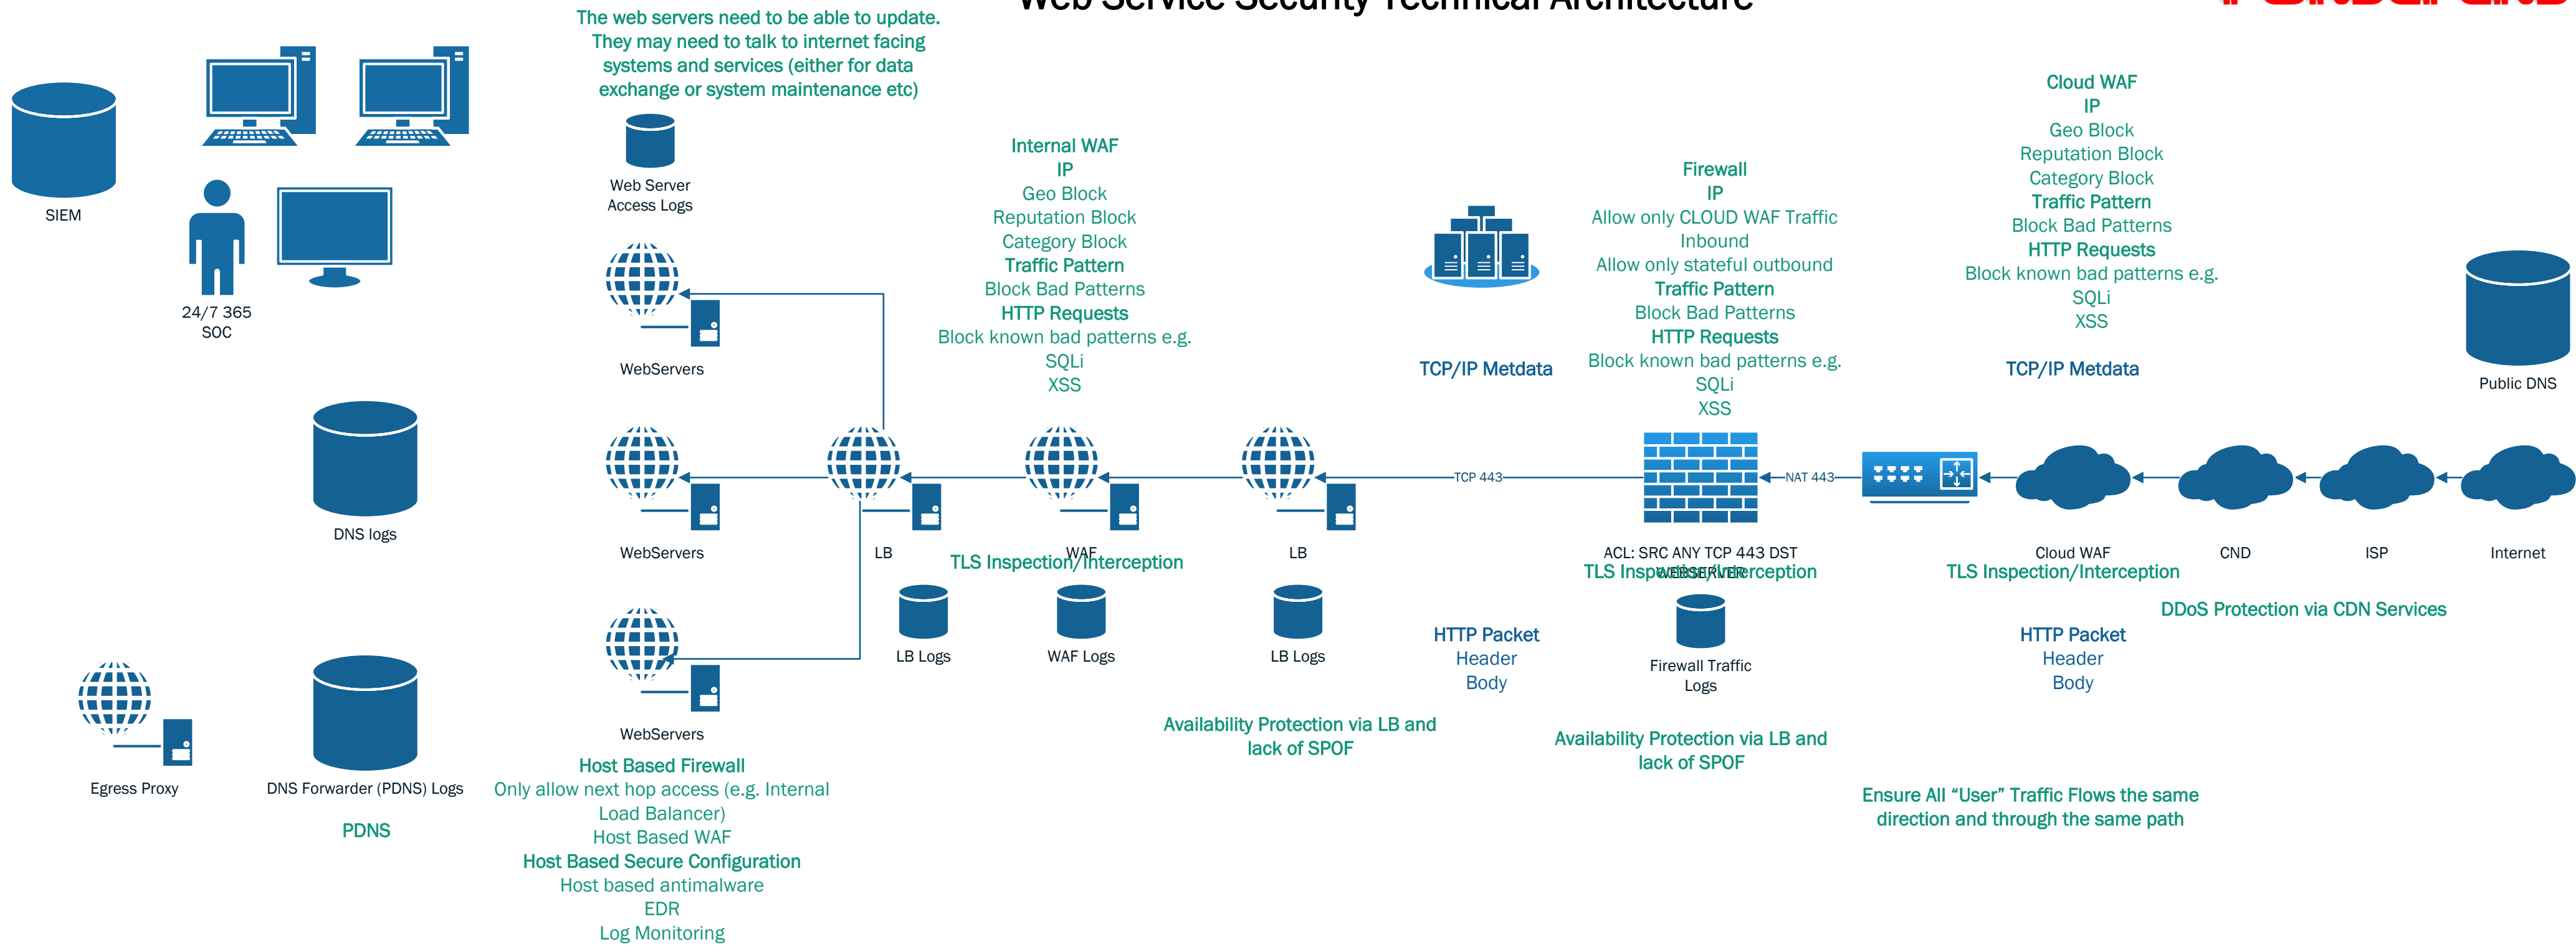 Web Service Security Technical Architecture
The web servers need to be able to update.
They may need to talk to internet facing
systems and services (either for data
exchange or system maintenance etc)
SIEM
24/7 365
SOC
Web Server
Access Logs
WebServers
Internal WAF
IP
Geo Block
Reputation Block
Category Block
Traffic Pattern
Block Bad Patterns
HTTP Requests
Block known bad patterns e.g.
SQLi
XSS
TCP/IP Metdata
Firewall
IP
Allow only CLOUD WAF Traffic
Inbound
Allow only stateful outbound
Traffic Pattern
Block Bad Patterns
HTTP Requests
Block known bad patterns e.g.
SQLi
XSS
Cloud WAF
IP
Geo Block
Reputation Block
Category Block
Traffic Pattern
Block Bad Patterns
HTTP Requests
Block known bad patterns e.g.
SQLi
XSS
TCP/IP Metdata
Public DNS
DNS logs
WebServers
LB
WAF
TLS Inspection/Interception
LB
TCP 443
NAT 443
ACL: SRC ANY TCP 443 DST
WEBSERVER
TLS Inspection/Interception
Cloud WAF
TLS Inspection/Interception
CND
ISP
Internet
DDoS Protection via CDN Services
LB Logs
WAF Logs
LB Logs
HTTP Packet
Header
Body
Firewall Traffic
Logs
HTTP Packet
Header
Body
Egress Proxy
DNS Forwarder (PDNS) Logs
PDNS
WebServers
Host Based Firewall
Only allow next hop access (e.g. Internal
Load Balancer)
Host Based WAF
Host Based Secure Configuration
Host based antimalware
EDR
Log Monitoring
Availability Protection via LB and
lack of SPOF
Availability Protection via LB and
lack of SPOF
Ensure All “User” Traffic Flows the same
direction and through the same path